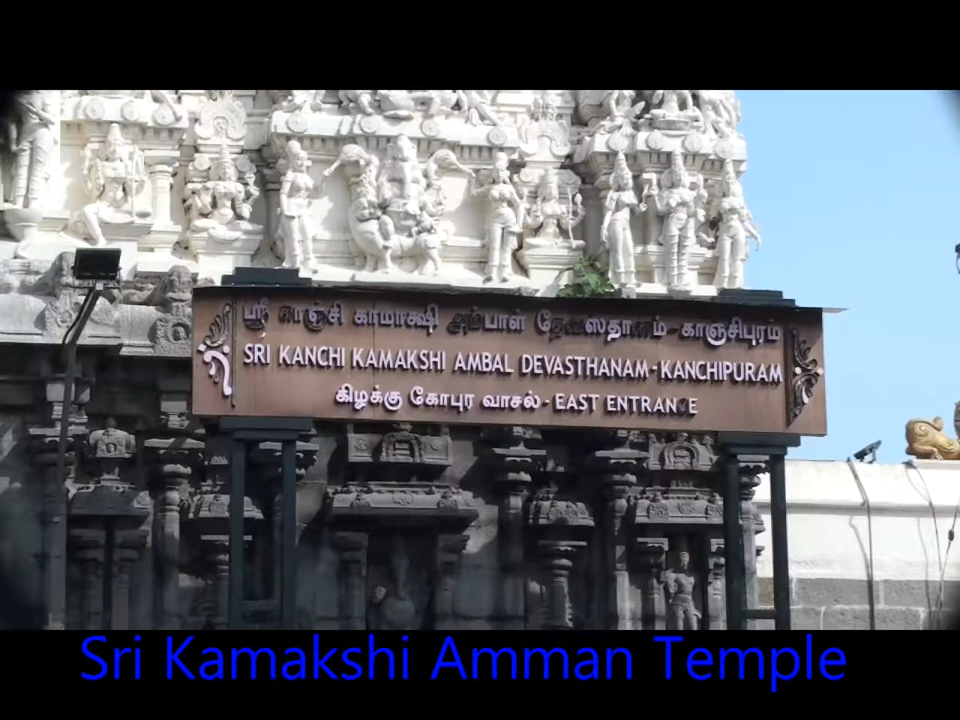 ஸ்ரீ காஞ்சி காமாக்ஷி அம்பாள் தேவஸ்தானம் - காஞ்சிபுரம்
SRI KANCHI KAMAKSHI AMBAL DEVASTHANAM - KANCHIPURAM
கிழக்கு கோபுர வாசல் - EAST ENTRANCE
Sri Kamakshi Amman Temple